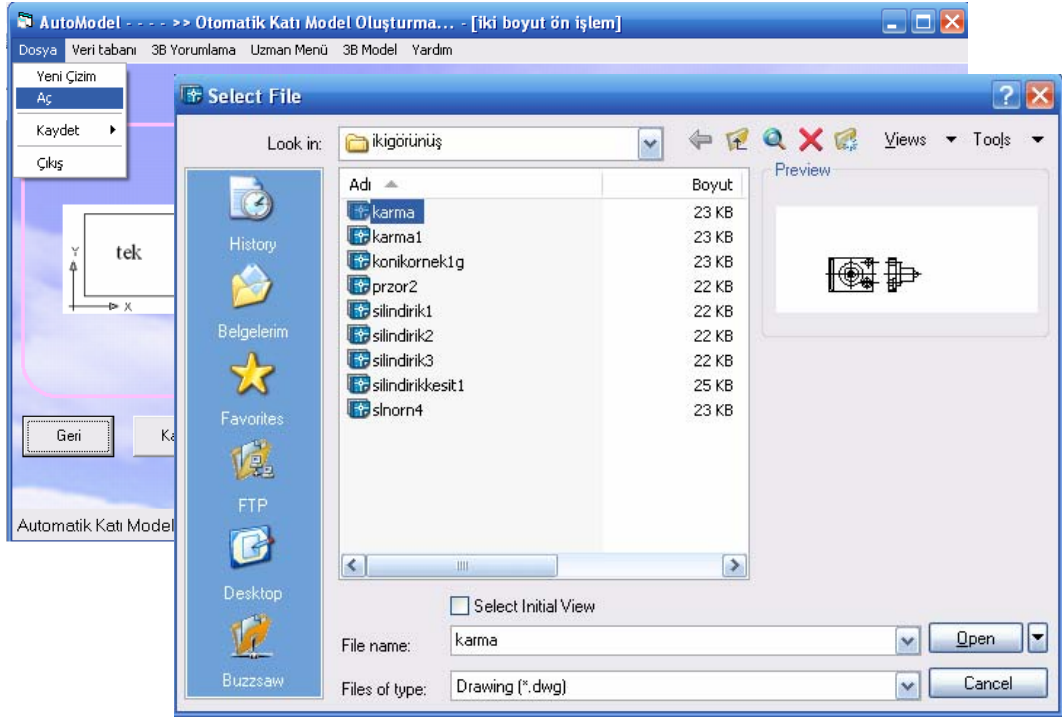 AutoModel - - - - >> Otomatik Katı Model Oluşturma... - [iki boyut ön işlem]
Dosya Veri tabanı 3B Yorumlama Uzman Menü 3B Model Yardım
Yeni Çizim
Aç
Kaydet
Çıkış
Y
tek
X
Geri
Automatik Katı Model
Select File
Look in: ikigörünüş Views Tools
History
Belgelerim
Favorites
FTP
Desktop
Buzzsaw
Adı Boyut
karma 23 KB
karma1 23 KB
konikornek1g 23 KB
przor2 22 KB
silindirik1 22 KB
silindirik2 22 KB
silindirik3 22 KB
silindirikkesit1 25 KB
slnorn4 23 KB
Preview
Select Initial View
File name: karma Open
Files of type: Drawing (*.dwg) Cancel